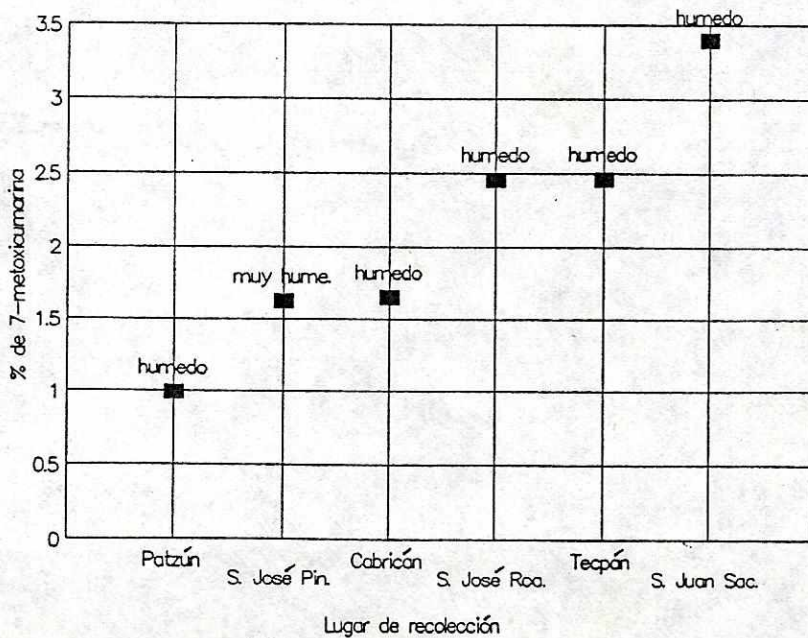 3.5
3
2.5
2
1.5
1
0.5
0
% de 7-metoxicumarina
humedo
muy hume.
humedo
humedo
humedo
humedo
Patzún
S. José Pin.
Cabricán
S. José Roa.
Tecpán
S. Juan Sac.
Lugar de recolección